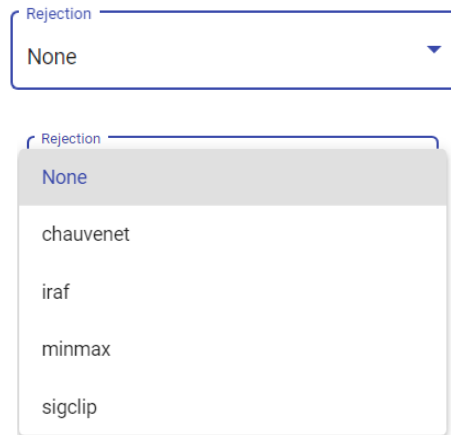 Rejection
None
Rejection
None
chauvenet
iraf
minmax
sigclip